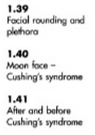 1.39
Facial rounding and
plethora
1.40
Moon face –
Cushing's syndrome
1.41
After and before
Cushing's syndrome